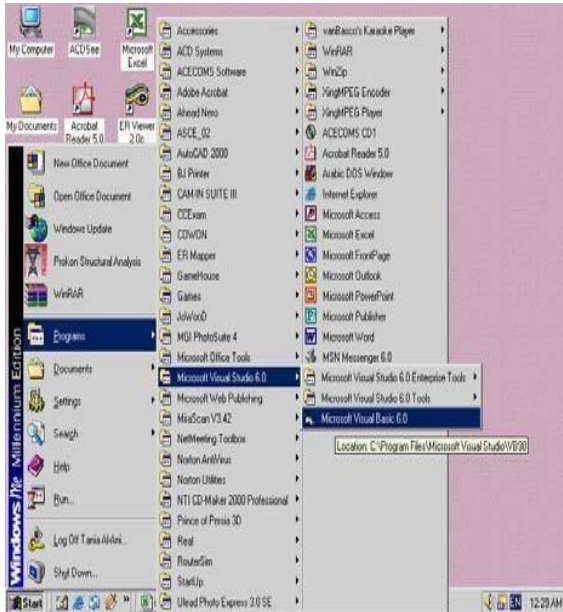 My Computer
ACDSee
Microsoft
Excel
My Documents
Acrobat
Reader 5.0
ER Viewer
2.0c
New Office Document
Open Office Document
Windows Update
Prokon Structural Analysis
WinRAR
Programs
Documents
Settings
Search
Help
Run...
Log Off Tania Al-Ani...
Shut Down...
Windows Me Millennium Edition
Accessories
ACD Systems
ACECOMS Software
Adobe Acrobat
Ahead Nero
ASCE_02
AutoCAD 2000
BJ Printer
CAM-IN SUITE III
CCExam
COWON
ER Mapper
GameHouse
Games
JoWooD
MGI PhotoSuite 4
Microsoft Office Tools
Microsoft Visual Studio 6.0
Microsoft Web Publishing
MiraScan V3.42
NetMeeting Toolbox
Norton AntiVirus
Norton Utilities
NTI CD-Maker 2000 Professional
Prince of Persia 3D
Real
RouterSim
StartUp
Ulead Photo Express 3.0 SE
vanBasco's Karaoke Player
WinRAR
WinZip
XingMPEG Encoder
XingMPEG Player
ACECOMS CD1
Acrobat Reader 5.0
Arabic DOS Window
Internet Explorer
Microsoft Access
Microsoft Excel
Microsoft FrontPage
Microsoft Outlook
Microsoft PowerPoint
Microsoft Publisher
Microsoft Word
MSN Messenger 6.0
Microsoft Visual Studio 6.0 Enterprise Tools
Microsoft Visual Studio 6.0 Tools
Microsoft Visual Basic 6.0
Location: C:\Program Files\Microsoft Visual Studio\VB98
Start
EN
12:28 AM